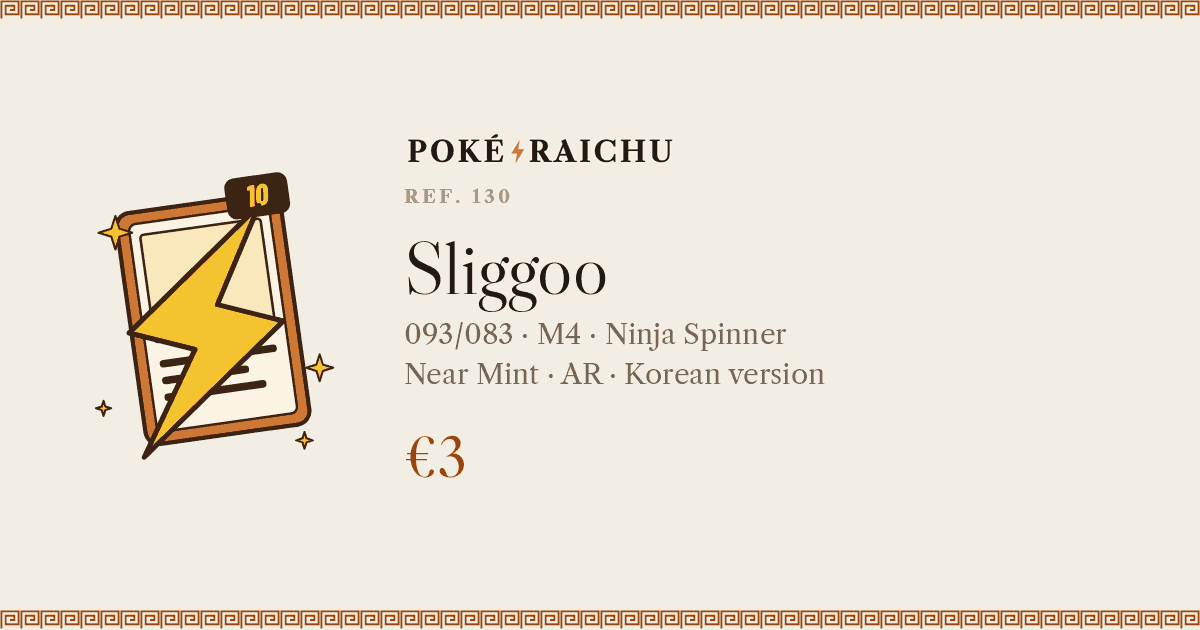 10
POKÉ RAICHU
REF. 130
Sliggoo
093/083 · M4 · Ninja Spinner
Near Mint · AR · Korean version
€3